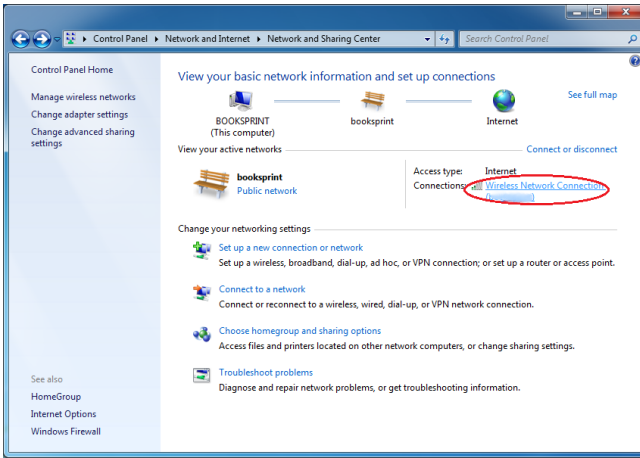 Control Panel ▸ Network and Internet ▸ Network and Sharing Center
Search Control Panel
Control Panel Home
Manage wireless networks
Change adapter settings
Change advanced sharing
settings
View your basic network information and set up connections
See full map
BOOKSPRINT
(This computer)
booksprint
Internet
View your active networks
Connect or disconnect
booksprint
Public network
Access type: Internet
Connections: Wireless Network Connection
Change your networking settings
Set up a new connection or network
Set up a wireless, broadband, dial-up, ad hoc, or VPN connection; or set up a router or access point.
Connect to a network
Connect or reconnect to a wireless, wired, dial-up, or VPN network connection.
Choose homegroup and sharing options
Access files and printers located on other network computers, or change sharing settings.
Troubleshoot problems
Diagnose and repair network problems, or get troubleshooting information.
See also
HomeGroup
Internet Options
Windows Firewall